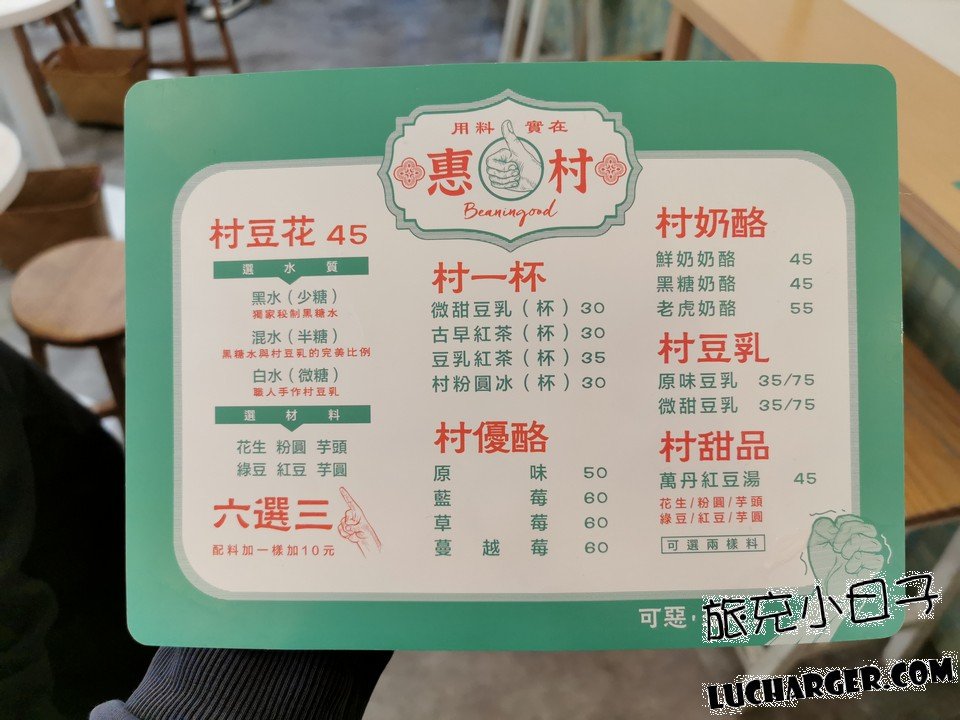 用料實在
惠村
Beaningood
村豆花 45
選水質
黑水（少糖）
獨家秘制黑糖水
混水（半糖）
黑糖水與村豆乳的完美比例
白水（微糖）
職人手作村豆乳
選材料
花生 粉圓 芋頭
綠豆 紅豆 芋圓
六選三
配料加一樣加10元
村一杯
微甜豆乳（杯）30
古早紅茶（杯）30
豆乳紅茶（杯）35
村粉圓冰（杯）30
村優酪
原味 50
藍莓 60
草莓 60
蔓越莓 60
村奶酪
鮮奶奶酪 45
黑糖奶酪 45
老虎奶酪 55
村豆乳
原味豆乳 35/75
微甜豆乳 35/75
村甜品
萬丹紅豆湯 45
花生/粉圓/芋頭
綠豆/紅豆/芋圓
可選兩樣料
可惡，
旅充小日子
LUCHARGER.COM